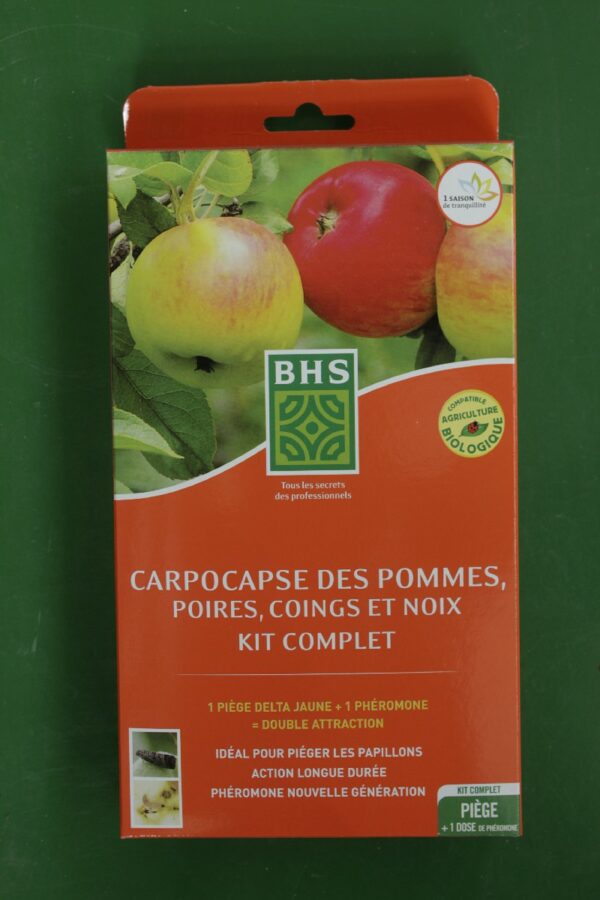 1 SAISON
de tranquillité
BHS
Tous les secrets
des professionnels
COMPATIBLE
AGRICULTURE
BIOLOGIQUE
CARPOCAPSE DES POMMES,
POIRES, COINGS ET NOIX
KIT COMPLET
1 PIÈGE DELTA JAUNE + 1 PHÉROMONE
= DOUBLE ATTRACTION
IDÉAL POUR PIÉGER LES PAPILLONS
ACTION LONGUE DURÉE
PHÉROMONE NOUVELLE GÉNÉRATION
KIT COMPLET
PIÈGE
+ 1 DOSE DE PHÉROMONE